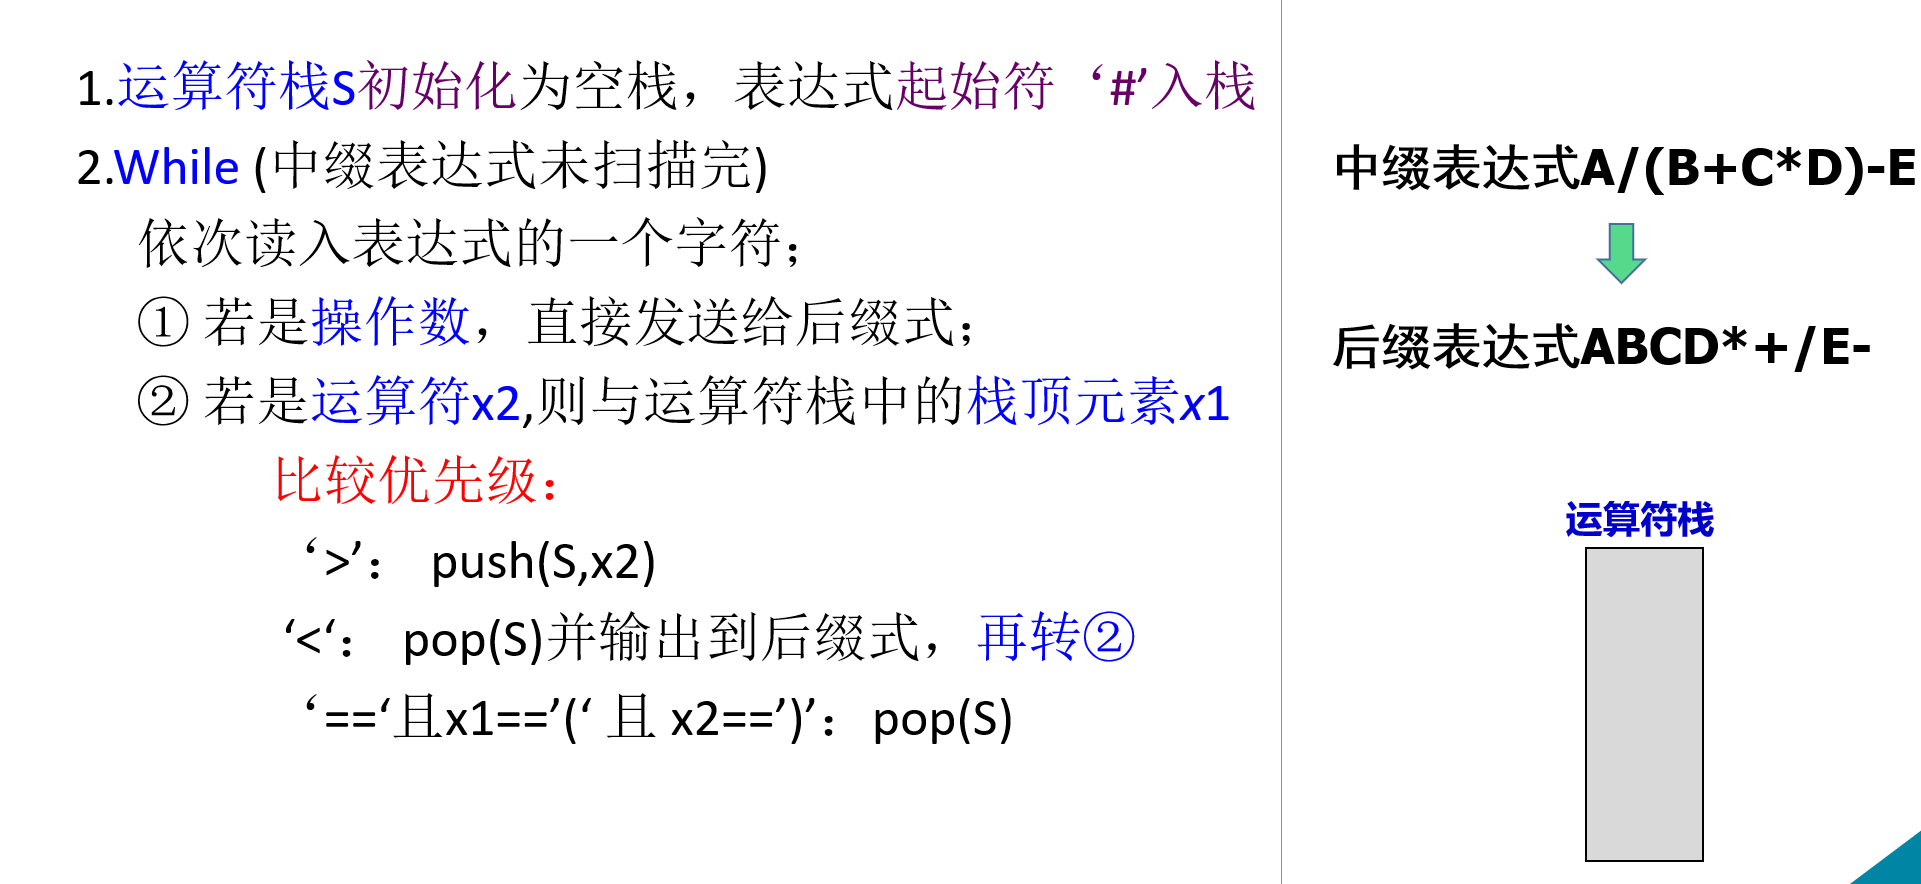 1.运算符栈S初始化为空栈，表达式起始符‘#’入栈
2.While (中缀表达式未扫描完)
依次读入表达式的一个字符；
① 若是操作数，直接发送给后缀式；
② 若是运算符x2,则与运算符栈中的栈顶元素x1
比较优先级：
‘>’： push(S,x2)
‘<‘： pop(S)并输出到后缀式，再转②
‘==‘且x1==’(‘ 且 x2==’)’：pop(S)
中缀表达式A/(B+C*D)-E
后缀表达式ABCD*+/E-
运算符栈